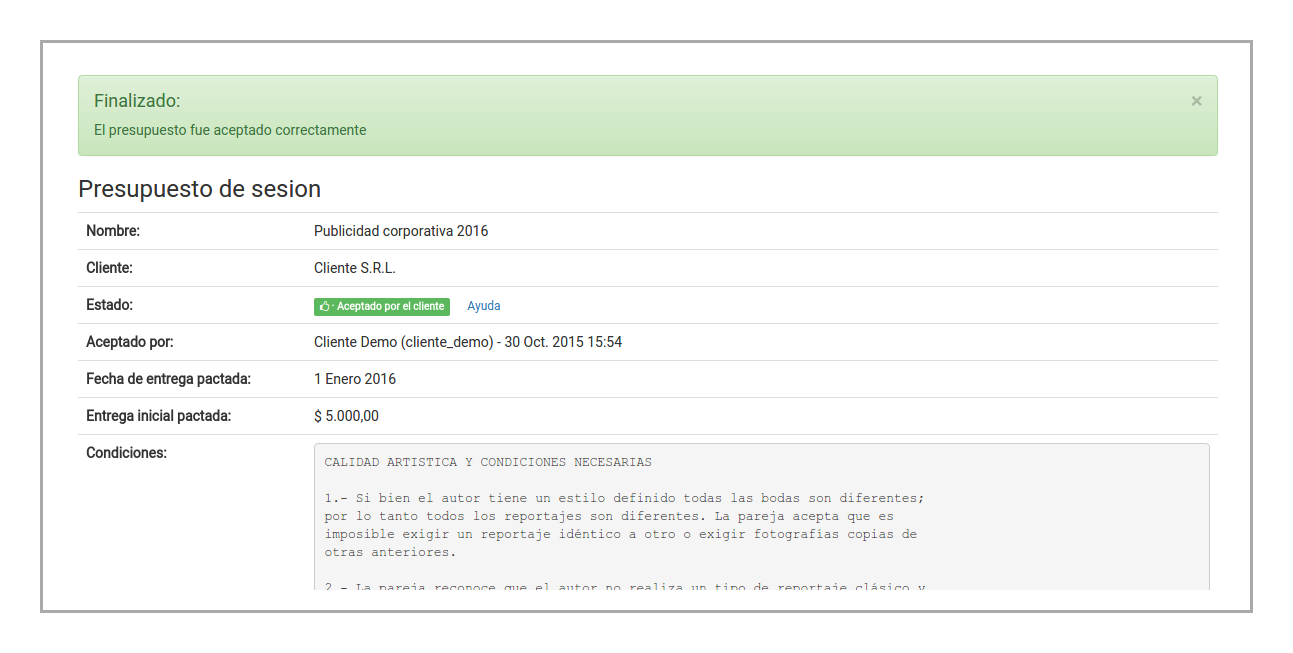 Finalizado:
×
El presupuesto fue aceptado correctamente
Presupuesto de sesion
Nombre: Publicidad corporativa 2016
Cliente: Cliente S.R.L.
Estado: · Aceptado por el cliente Ayuda
Aceptado por: Cliente Demo (cliente_demo) - 30 Oct. 2015 15:54
Fecha de entrega pactada: 1 Enero 2016
Entrega inicial pactada: $ 5.000,00
Condiciones:
CALIDAD ARTISTICA Y CONDICIONES NECESARIAS
1.- Si bien el autor tiene un estilo definido todas las bodas son diferentes;
por lo tanto todos los reportajes son diferentes. La pareja acepta que es
imposible exigir un reportaje idéntico a otro o exigir fotografías copias de
otras anteriores.
2.- La pareja reconoce que el autor no realiza un tipo de reportaje clásico y